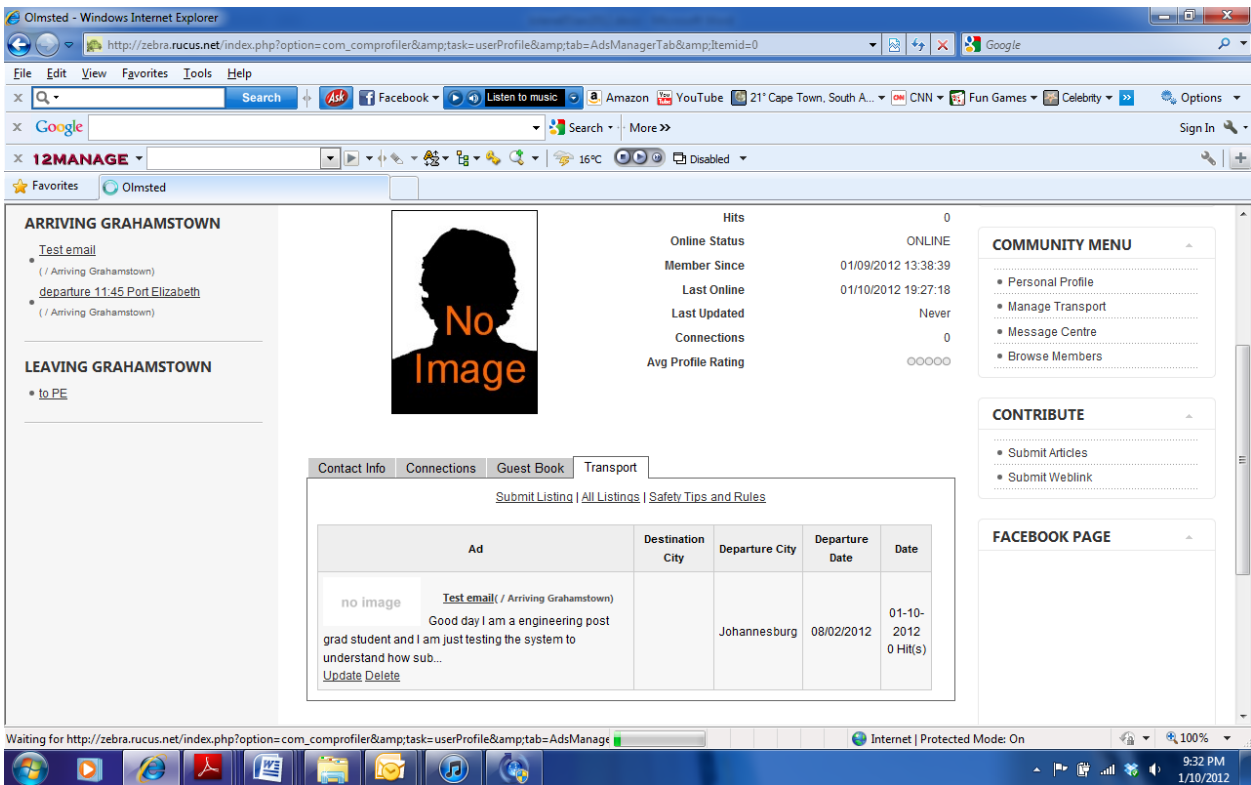 Olmsted - Windows Internet Explorer
http://zebra.rucus.net/index.php?option=com_comprofiler&amp;task=userProfile&amp;tab=AdsManagerTab&amp;Itemid=0
Google
File Edit View Favorites Tools Help
x Search Ask Facebook Listen to music Amazon YouTube 21° Cape Town, South A... CNN Fun Games Celebrity » Options
x Google Search More >> Sign In
x 12MANAGE 16°C Disabled
Favorites Olmsted
ARRIVING GRAHAMSTOWN
Test email
( / Arriving Grahamstown)
departure 11:45 Port Elizabeth
( / Arriving Grahamstown)
LEAVING GRAHAMSTOWN
to PE
No
Image
Hits 0
Online Status ONLINE
Member Since 01/09/2012 13:38:39
Last Online 01/10/2012 19:27:18
Last Updated Never
Connections 0
Avg Profile Rating
Contact Info Connections Guest Book Transport
Submit Listing | All Listings | Safety Tips and Rules
Ad
Destination
City
Departure City
Departure
Date
Date
no image
Test email( / Arriving Grahamstown)
Good day I am a engineering post
grad student and I am just testing the system to
understand how sub...
Update Delete
Johannesburg
08/02/2012
01-10-
2012
0 Hit(s)
COMMUNITY MENU
Personal Profile
Manage Transport
Message Centre
Browse Members
CONTRIBUTE
Submit Articles
Submit Weblink
FACEBOOK PAGE
Waiting for http://zebra.rucus.net/index.php?option=com_comprofiler&amp;task=userProfile&amp;tab=AdsManage
Internet | Protected Mode: On
100%
9:32 PM
1/10/2012